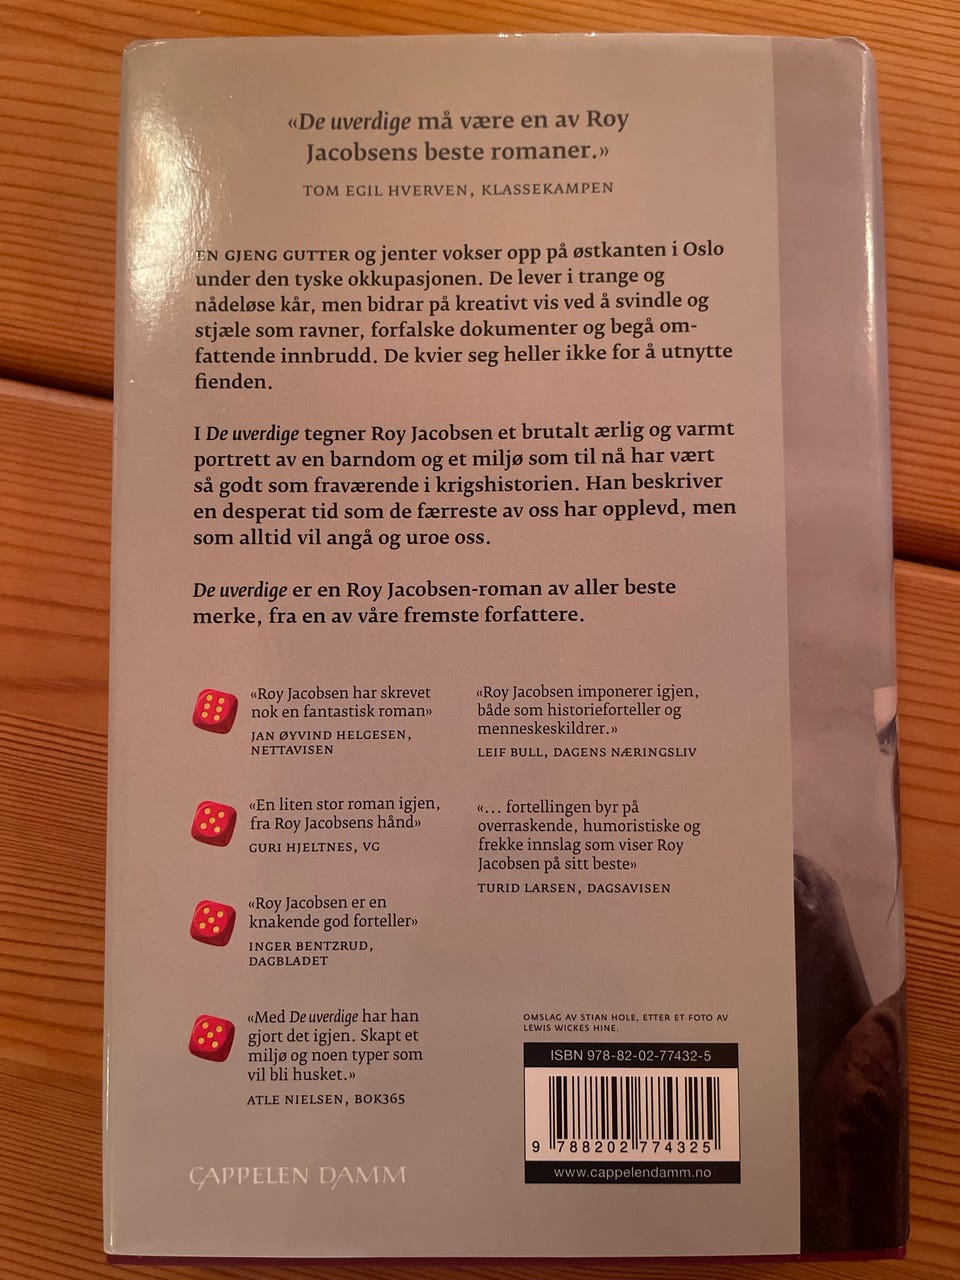 «De uverdige må være en av Roy
Jacobsens beste romaner.»
TOM EGIL HVERVEN, KLASSEKAMPEN
EN GJENG GUTTER og jenter vokser opp på østkanten i Oslo
under den tyske okkupasjonen. De lever i trange og
nådeløse kår, men bidrar på kreativt vis ved å svindle og
stjæle som ravner, forfalske dokumenter og begå om-
fattende innbrudd. De kvier seg heller ikke for å utnytte
fienden.
I De uverdige tegner Roy Jacobsen et brutalt ærlig og varmt
portrett av en barndom og et miljø som til nå har vært
så godt som fraværende i krigshistorien. Han beskriver
en desperat tid som de færreste av oss har opplevd, men
som alltid vil angå og uroe oss.
De uverdige er en Roy Jacobsen-roman av aller beste
merke, fra en av våre fremste forfattere.
«Roy Jacobsen har skrevet
nok en fantastisk roman»
JAN ØYVIND HELGESEN,
NETTAVISEN
«En liten stor roman igjen,
fra Roy Jacobsens hånd»
GURI HJELTNES, VG
«Roy Jacobsen er en
knakende god forteller»
INGER BENTZRUD,
DAGBLADET
«Med De uverdige har han
gjort det igjen. Skapt et
miljø og noen typer som
vil bli husket.»
ATLE NIELSEN, BOK365
«Roy Jacobsen imponerer igjen,
både som historieforteller og
menneskeskildrer.»
LEIF BULL, DAGENS NÆRINGSLIV
«... fortellingen byr på
overraskende, humoristiske og
frekke innslag som viser Roy
Jacobsen på sitt beste»
TURID LARSEN, DAGSAVISEN
OMSLAG AV STIAN HOLE, ETTER ET FOTO AV
LEWIS WICKES HINE.
ISBN 978-82-02-77432-5
9 788202 774325
www.cappelendamm.no
CAPPELEN DAMM